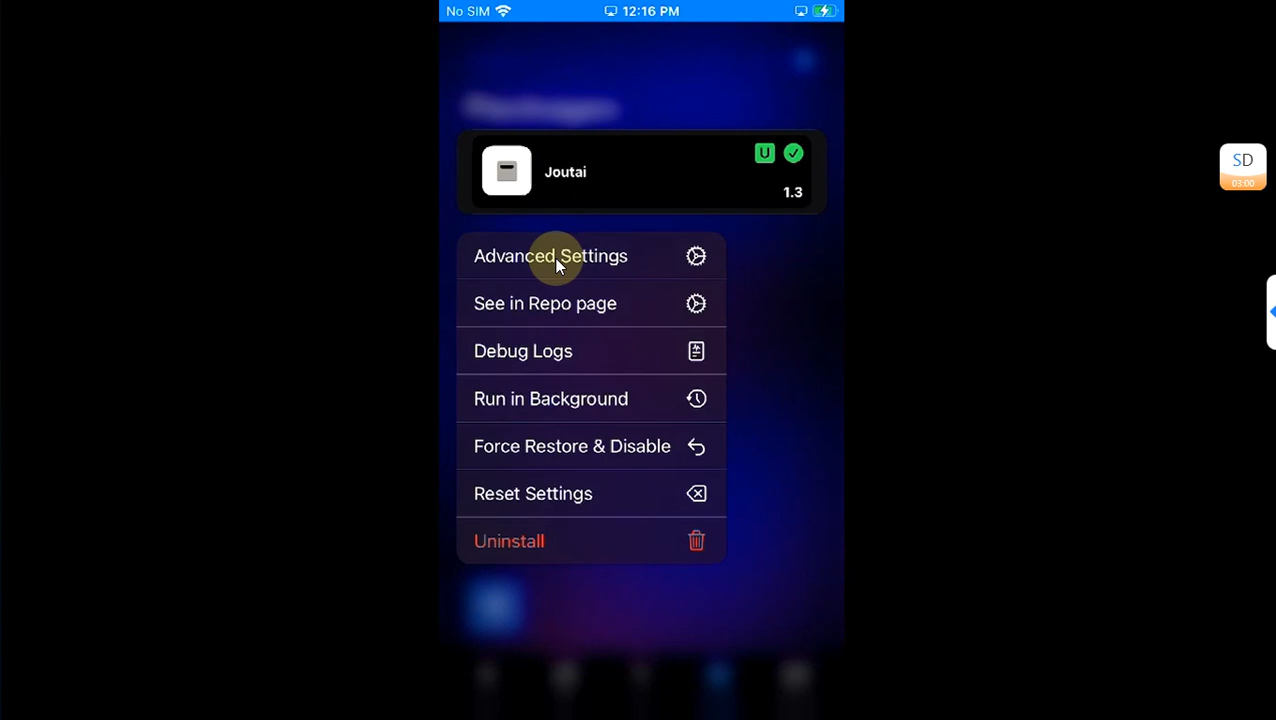 No SIM 12:16 PM
Packages
Joutai
U
1.3
Advanced Settings
See in Repo page
Debug Logs
Run in Background
Force Restore & Disable
Reset Settings
Uninstall
SD
03:00